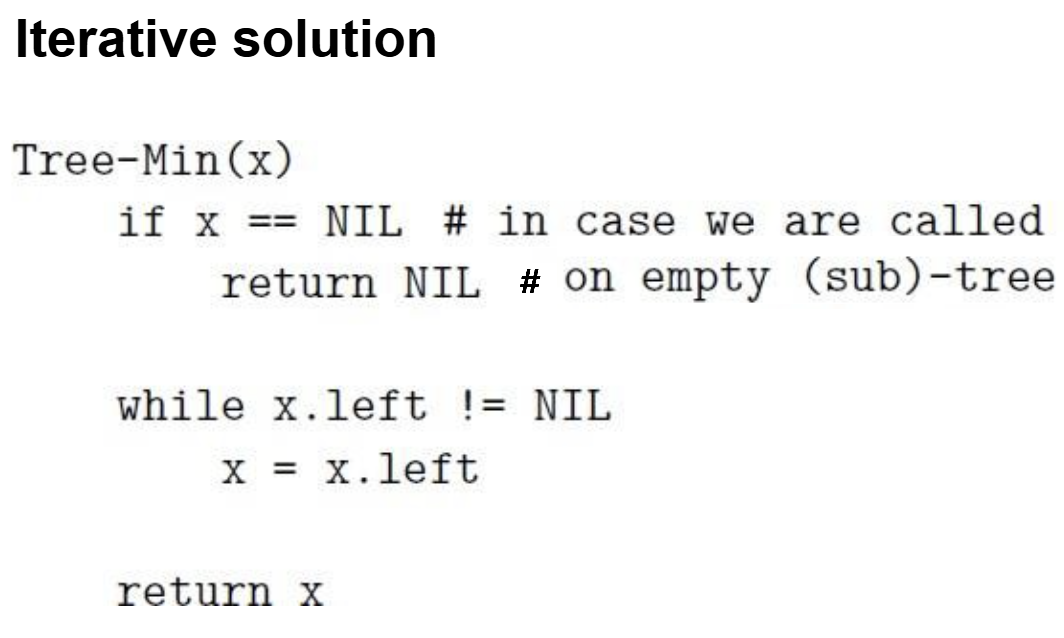 Iterative solution
Tree-Min(x)
if x == NIL # in case we are called
return NIL # on empty (sub)-tree
while x.left != NIL
x = x.left
return x